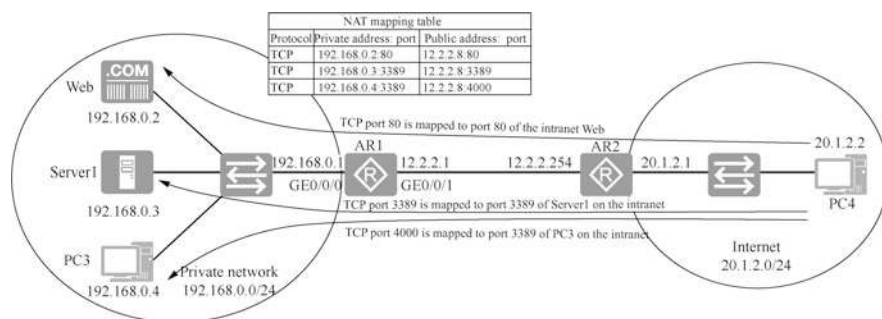 NAT mapping table
Protocol Private address: port Public address: port
TCP 192.168.0.2:80 12.2.2.8:80
TCP 192.168.0.3:3389 12.2.2.8:3389
TCP 192.168.0.4:3389 12.2.2.8:4000
.COM
Web
192.168.0.2
TCP port 80 is mapped to port 80 of the intranet Web
20.1.2.2
AR1
AR2
192.168.0.1
12.2.2.1
12.2.2.254
20.1.2.1
Server1
R
R
GE0/0/0
GE0/0/1
PC4
192.168.0.3
TCP port 3389 is mapped to port 3389 of Server1 on the intranet
TCP port 4000 is mapped to port 3389 of PC3 on the intranet
PC3
Internet
20.1.2.0/24
192.168.0.4
Private network
192.168.0.0/24